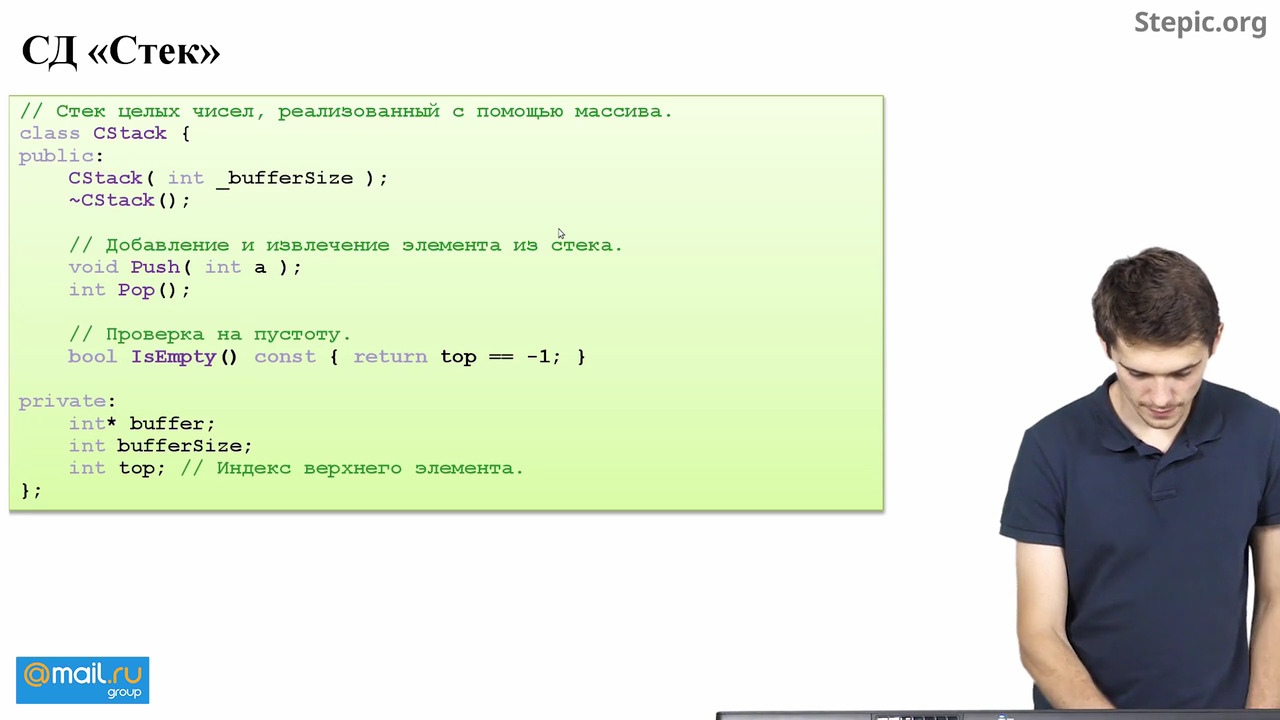 Stepic.org
СД «Стек»
// Стек целых чисел, реализованный с помощью массива.
class CStack {
public:
    CStack( int _bufferSize );
    ~CStack();
    // Добавление и извлечение элемента из стека.
    void Push( int a );
    int Pop();
    // Проверка на пустоту.
    bool IsEmpty() const { return top == -1; }
private:
    int* buffer;
    int bufferSize;
    int top; // Индекс верхнего элемента.
};
@mail.ru
group